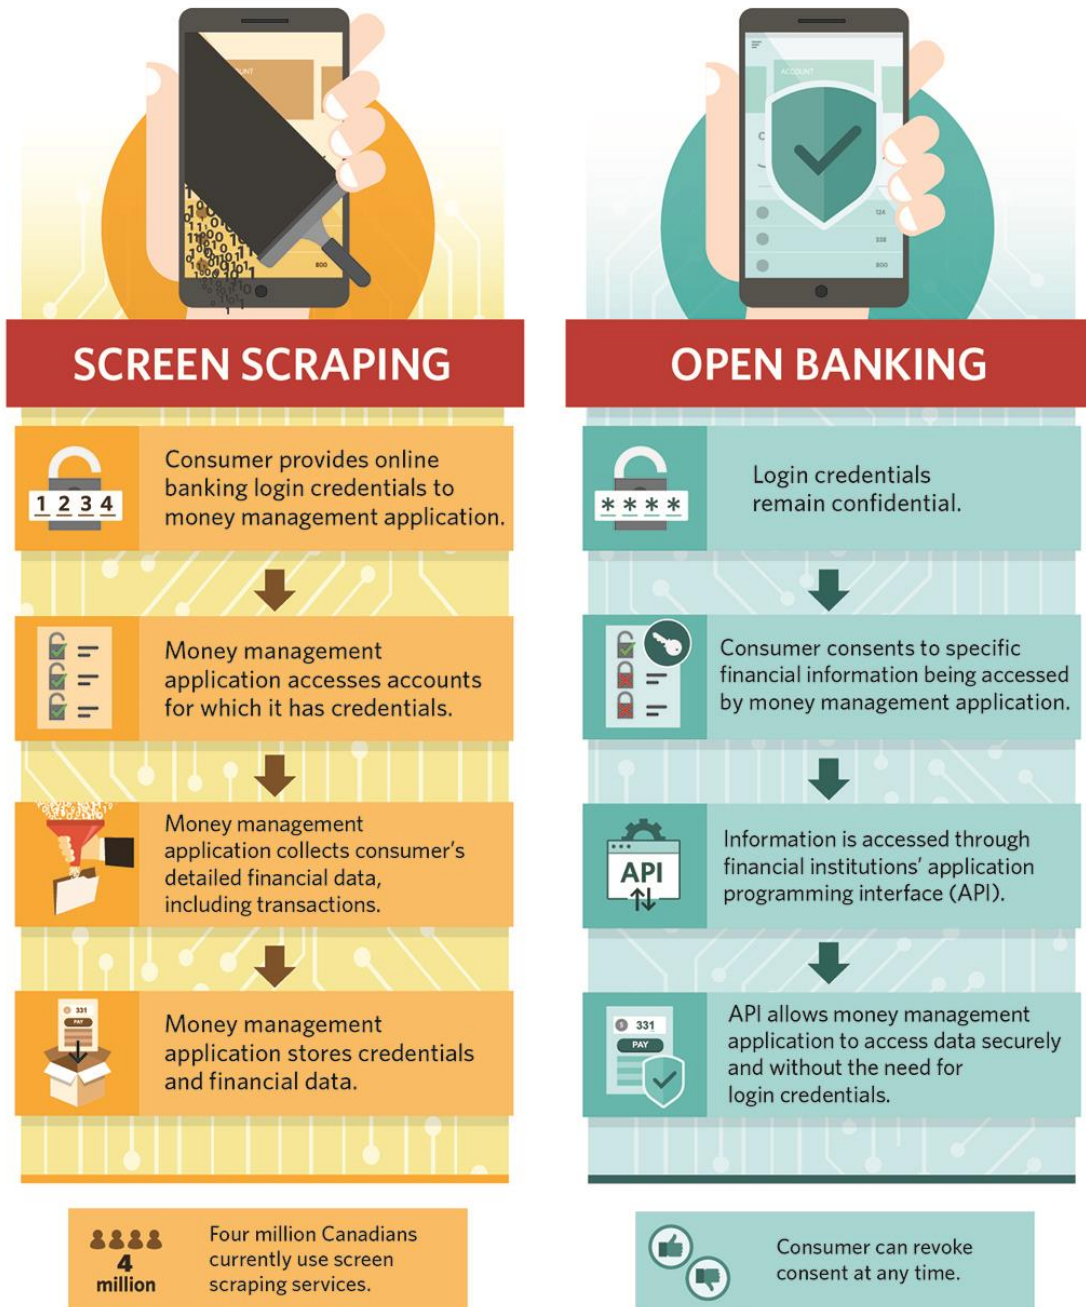 ACCOUNT
124
338
800
800
SCREEN SCRAPING
Consumer provides online
banking login credentials to
money management application.
1 2 3 4
Money management
application accesses accounts
for which it has credentials.
Money management
application collects consumer's
detailed financial data,
including transactions.
331
PAY
Money management
application stores credentials
and financial data.
4
million
Four million Canadians
currently use screen
scraping services.
OPEN BANKING
* * * *
Login credentials
remain confidential.
Consumer consents to specific
financial information being accessed
by money management application.
API
Information is accessed through
financial institutions' application
programming interface (API).
331
PAY
API allows money management
application to access data securely
and without the need for
login credentials.
Consumer can revoke
consent at any time.